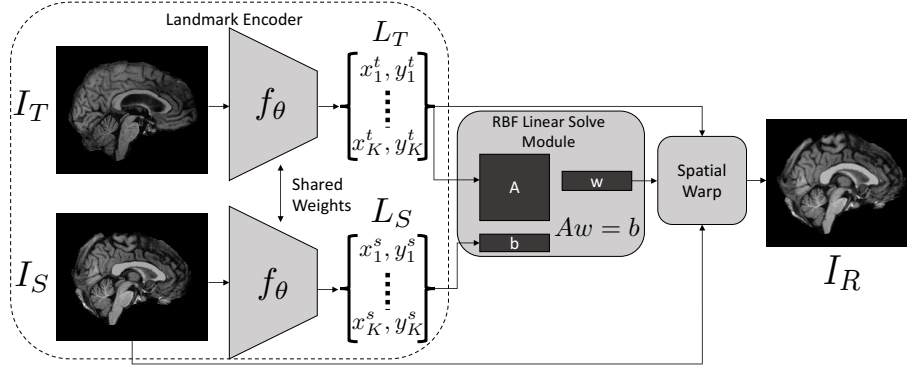 Landmark Encoder
I_T
f_θ
L_T
x_1^t, y_1^t
x_K^t, y_K^t
Shared
Weights
I_S
f_θ
L_S
x_1^s, y_1^s
x_K^s, y_K^s
RBF Linear Solve
Module
A
w
b
Aw = b
Spatial
Warp
I_R